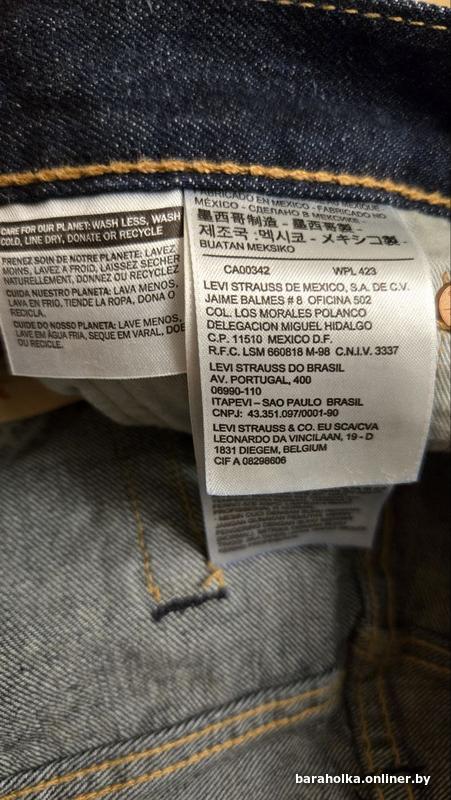 CARE FOR OUR PLANET: WASH LESS, WASH
COLD, LINE DRY, DONATE OR RECYCLE
PRENEZ SOIN DE NOTRE PLANETE: LAVEZ
MOINS, LAVEZ A FROID, LAISSEZ SÉCHER
NATURELLEMENT, DONNEZ OU RECYCLEZ
CUIDA NUESTRO PLANETA: LAVA MENOS,
LAVA EN FRIO, TIENDE LA ROPA, DONA O
RECICLA.
CUIDE DO NOSSO PLANETA: LAVE MENOS,
LAVE EM ÁGUA FRIA, SEQUE EM VARAL, DOE
OU RECICLE.
FABRICADO EN MEXICO
MÉXICO - СДЕЛАНО В МЕКСИКЕ - FABRICADO NO
墨西哥制造 - 墨西哥製 -
제조국 :멕시코 - メキシコ製 -
BUATAN MEKSIKO
CA00342 WPL 423
LEVI STRAUSS DE MEXICO, S.A. DE C.V.
JAIME BALMES # 8 OFICINA 502
COL. LOS MORALES POLANCO
DELEGACION MIGUEL HIDALGO
C.P. 11510 MEXICO D.F.
R.F.C. LSM 660818 M-98 C.N.I.V. 3337
LEVI STRAUSS DO BRASIL
AV. PORTUGAL, 400
06990-110
ITAPEVI – SAO PAULO BRASIL
CNPJ: 43.351.097/0001-90
LEVI STRAUSS & CO. EU SCA/CVA
LEONARDO DA VINCILAAN, 19 - D
1831 DIEGEM, BELGIUM
CIF A 08298606
baraholka.onliner.by